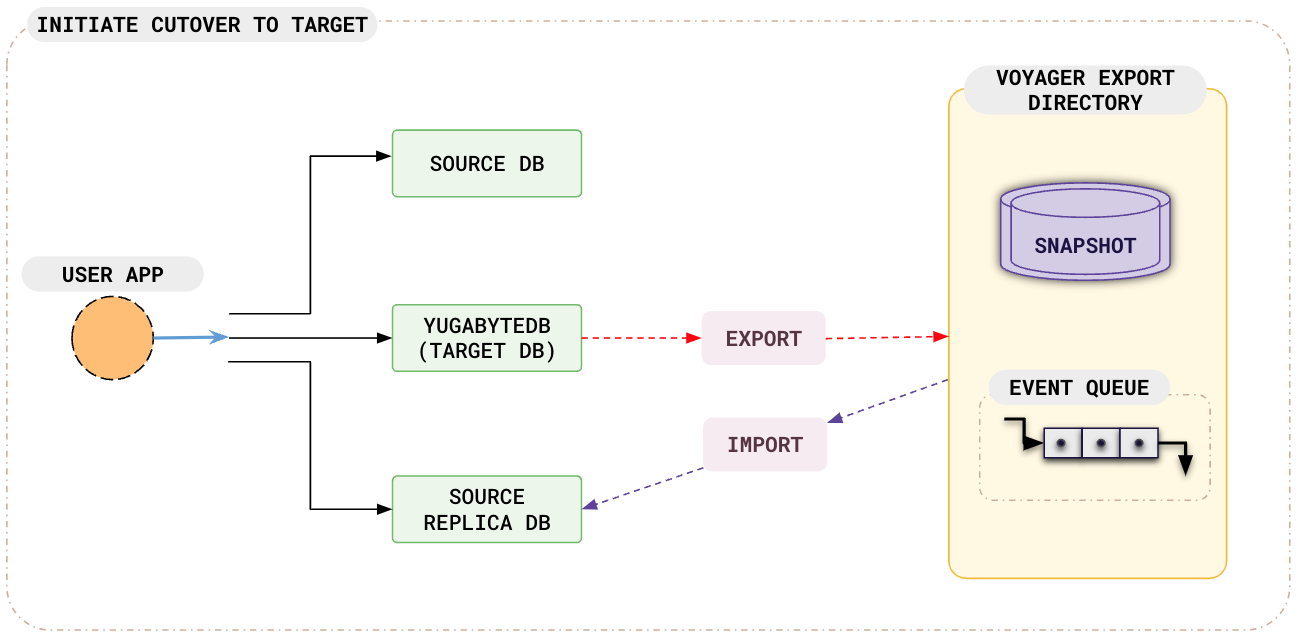 INITIATE CUTOVER TO TARGET
VOYAGER EXPORT
DIRECTORY
SOURCE DB
SNAPSHOT
USER APP
YUGABYTEDB
(TARGET DB)
EXPORT
EVENT QUEUE
IMPORT
SOURCE
REPLICA DB